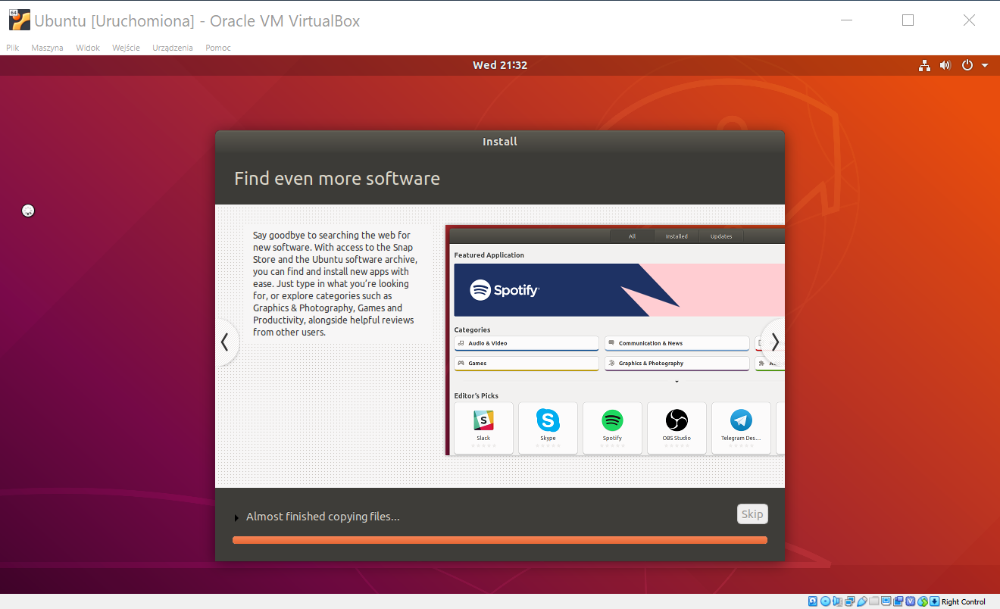 64
Ubuntu [Uruchomiona] - Oracle VM VirtualBox
Plik Maszyna Widok Wejście Urządzenia Pomoc
Wed 21:32
Install
Find even more software
Say goodbye to searching the web for
new software. With access to the Snap
Store and the Ubuntu software archive,
you can find and install new apps with
ease. Just type in what you’re looking
for, or explore categories such as
Graphics & Photography, Games and
Productivity, alongside helpful reviews
from other users.
All Installed Updates
Featured Application
Spotify
Categories
Audio & Video Communication & News
Games Graphics & Photography
Editor’s Picks
Slack Skype Spotify OBS Studio Telegram Des...
Almost finished copying files...
Skip
Right Control